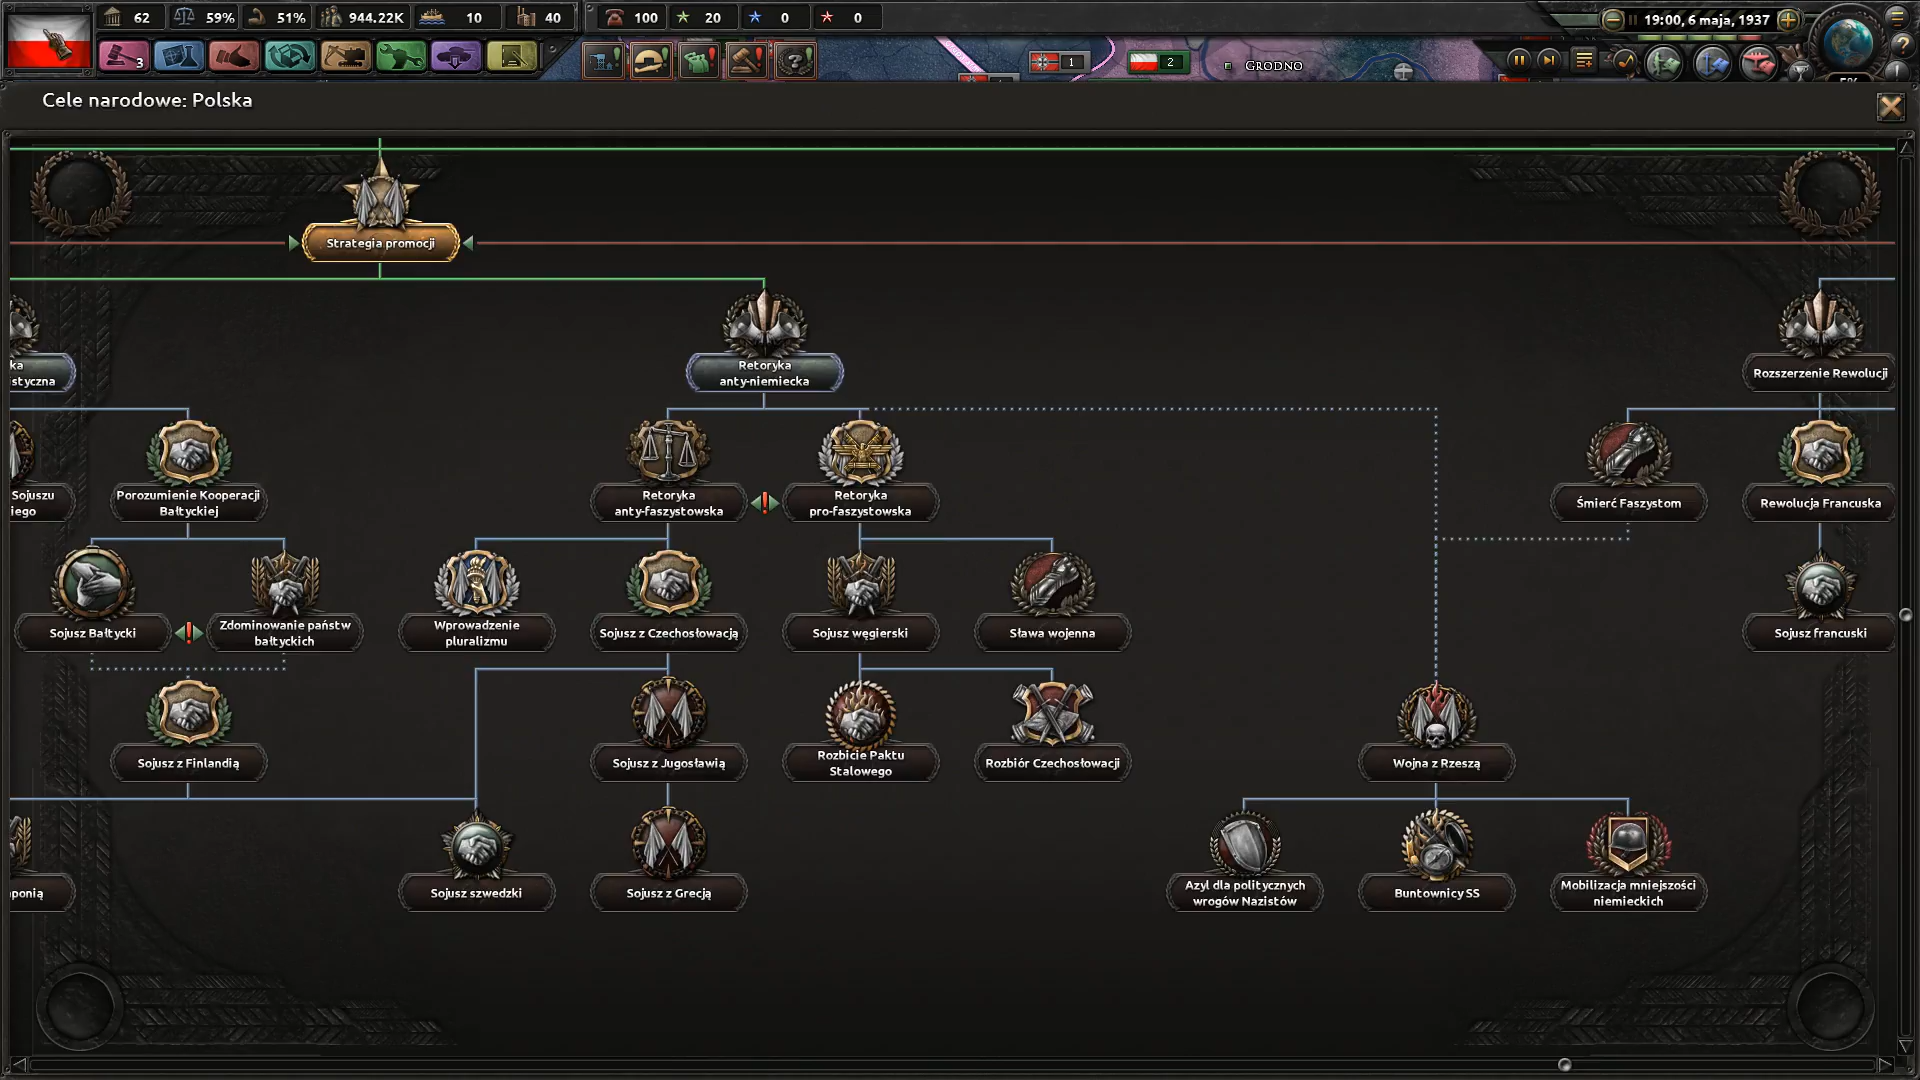 62
59%
51%
944.22K
10
40
100
20
0
0
19:00, 6 maja, 1937
3
1
2
GRODNO
5%
Cele narodowe: Polska
Strategia promocji
ka
styczna
Retoryka
anty-niemiecka
Rozszerzenie Rewolucji
Sojuszu
iego
Porozumienie Kooperacji
Bałtyckiej
Retoryka
anty-faszystowska
Retoryka
pro-faszystowska
Śmierć Faszystom
Rewolucja Francuska
Sojusz Bałtycki
Zdominowanie państw
bałtyckich
Wprowadzenie
pluralizmu
Sojusz z Czechosłowacją
Sojusz węgierski
Sława wojenna
Sojusz francuski
Sojusz z Finlandią
Sojusz z Jugosławią
Rozbicie Paktu
Stalowego
Rozbiór Czechosłowacji
Wojna z Rzeszą
ponią
Sojusz szwedzki
Sojusz z Grecją
Azyl dla politycznych
wrogów Nazistów
Buntownicy SS
Mobilizacja mniejszości
niemieckich